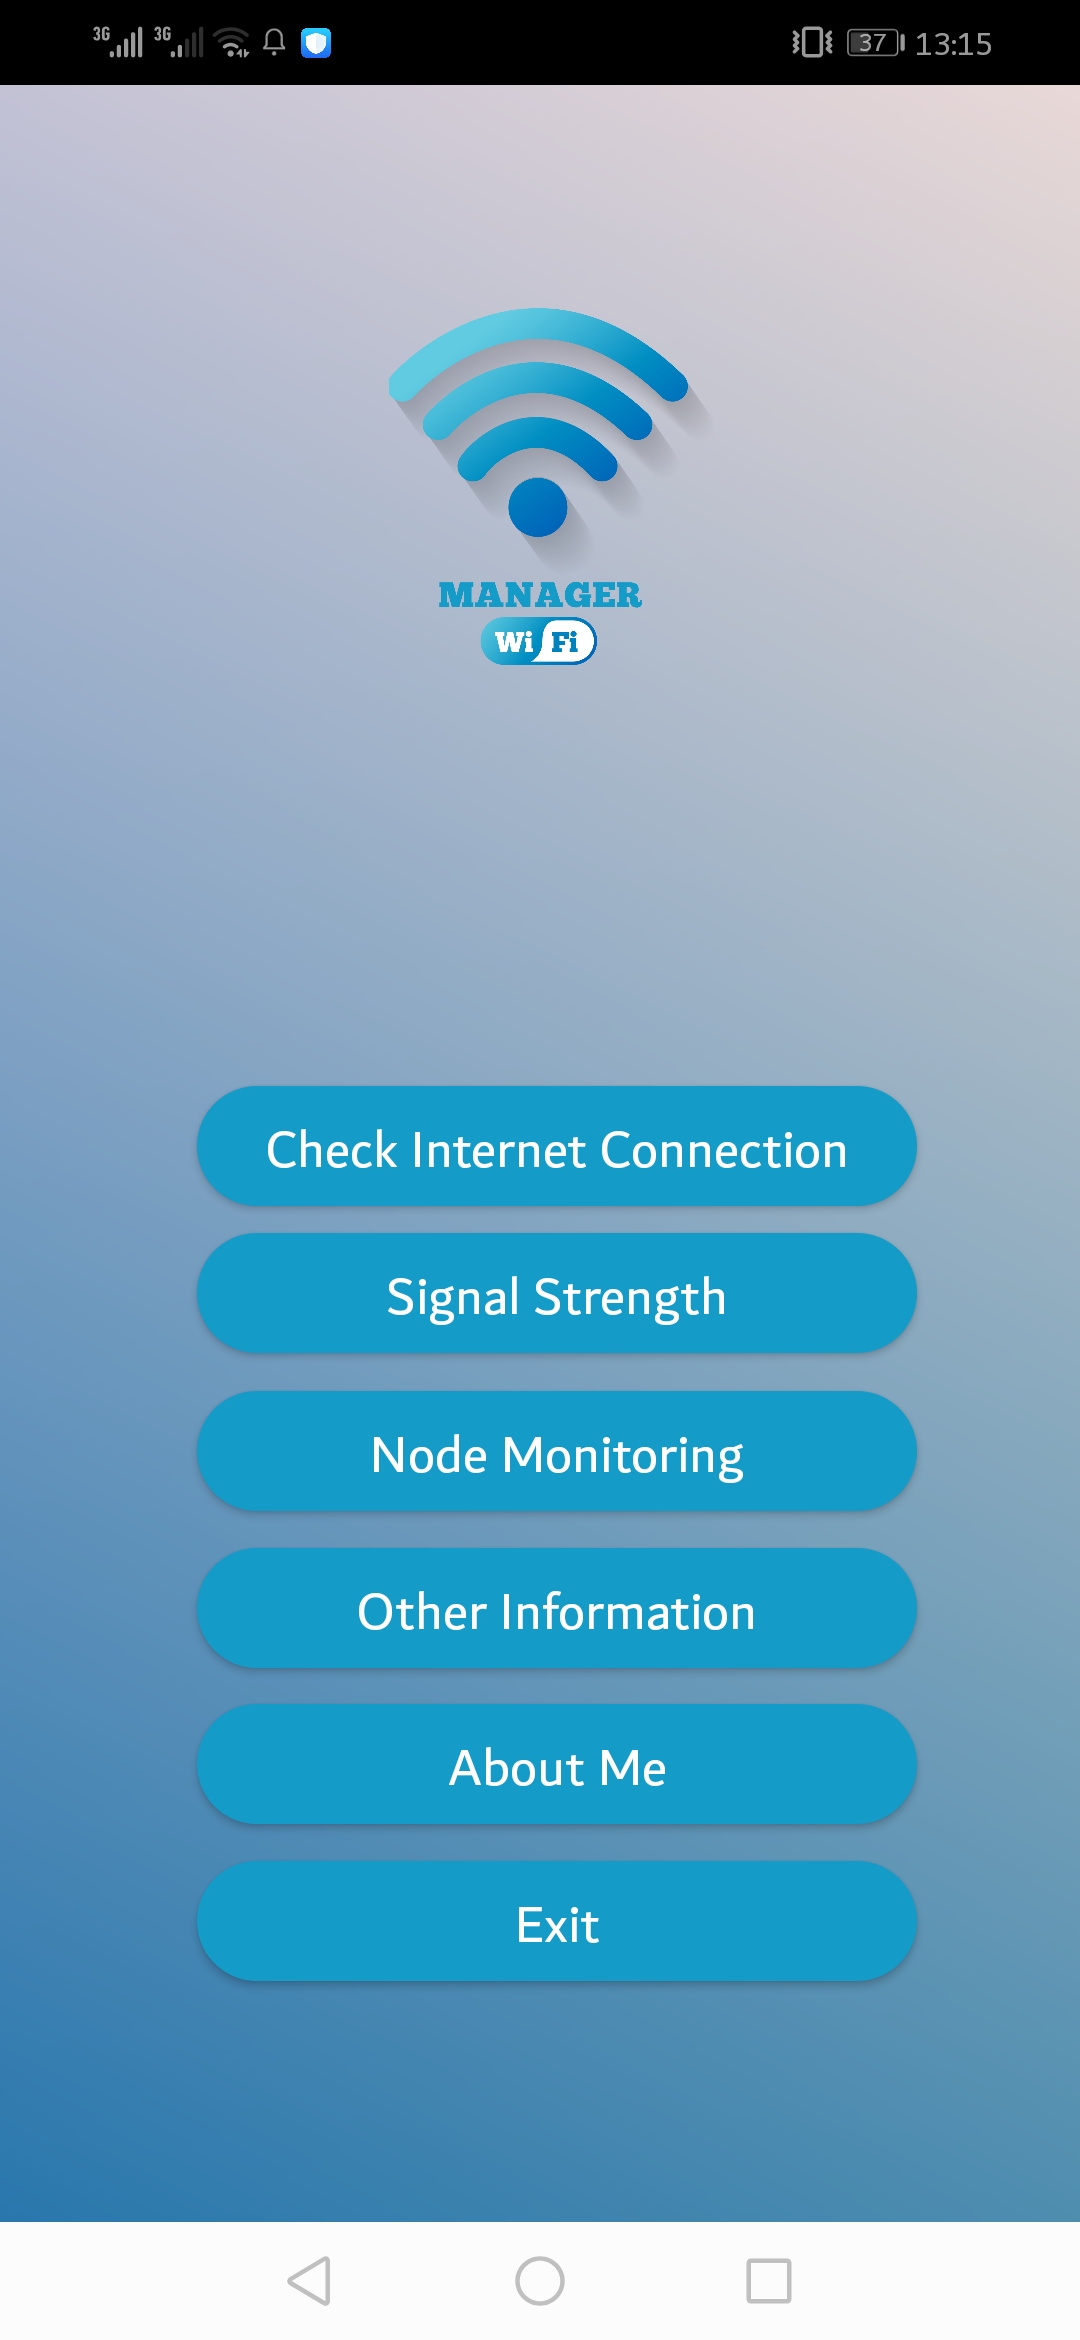 3G 3G 37 13:15
MANAGER
Wi Fi
Check Internet Connection
Signal Strength
Node Monitoring
Other Information
About Me
Exit